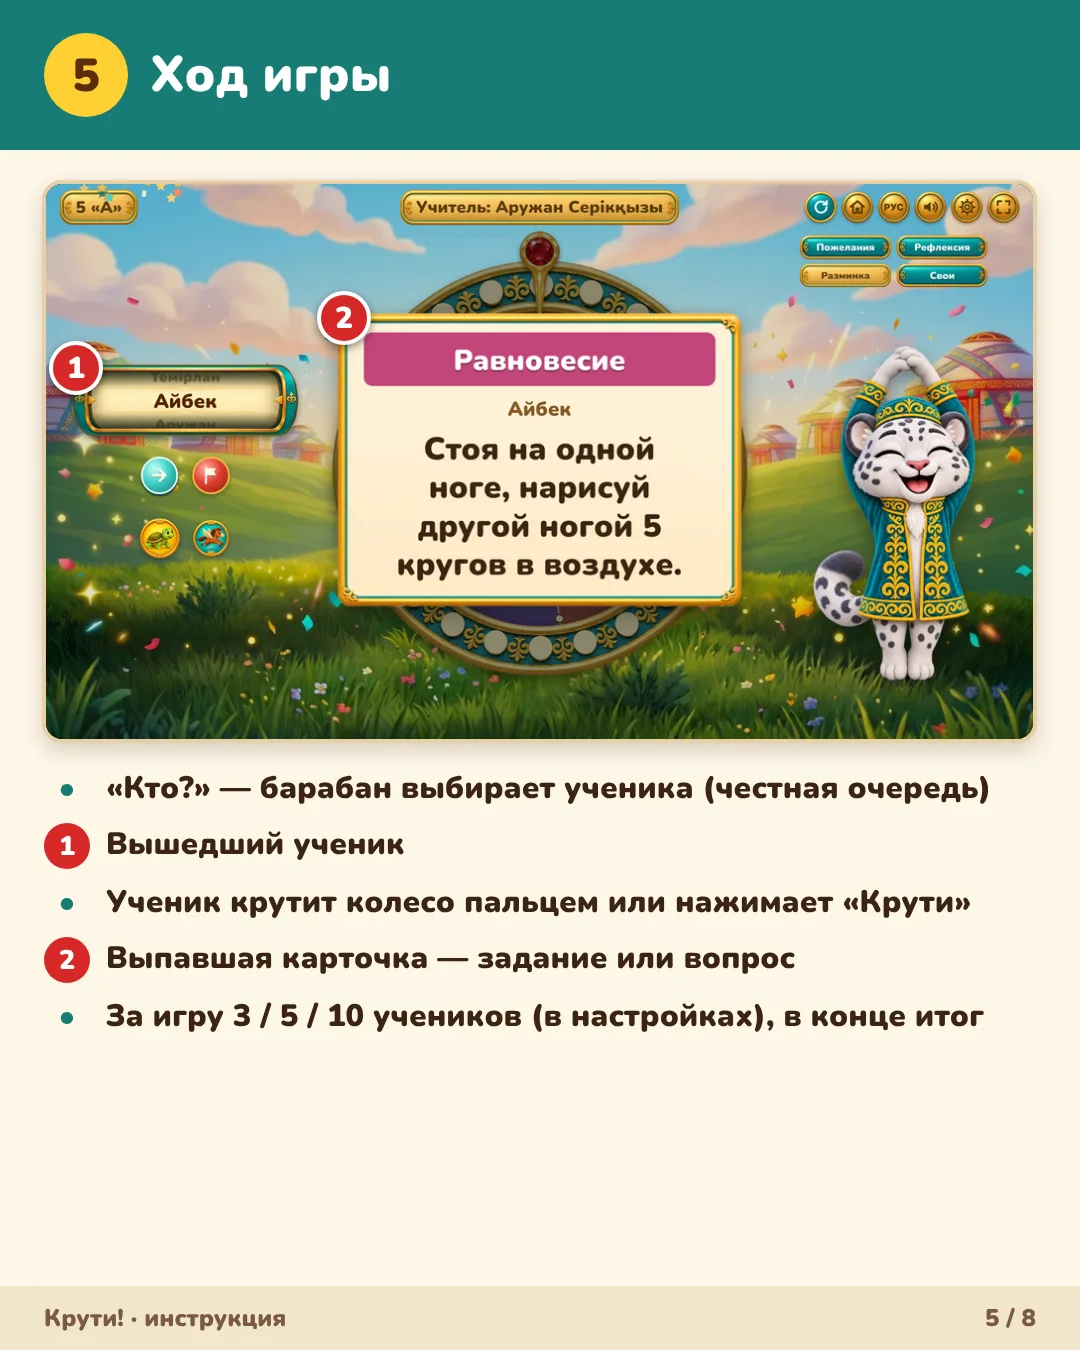 5
Ход игры
5 «А»
Учитель: Аружан Серікқызы
РУС
Пожелания
Рефлексия
Разминка
Свои
1
2
Темірлан
Айбек
Аружан
Равновесие
Айбек
Стоя на одной
ноге, нарисуй
другой ногой 5
кругов в воздухе.
• «Кто?» — барабан выбирает ученика (честная очередь)
1 Вышедший ученик
• Ученик крутит колесо пальцем или нажимает «Крути»
2 Выпавшая карточка — задание или вопрос
• За игру 3 / 5 / 10 учеников (в настройках), в конце итог
Крути! · инструкция
5 / 8